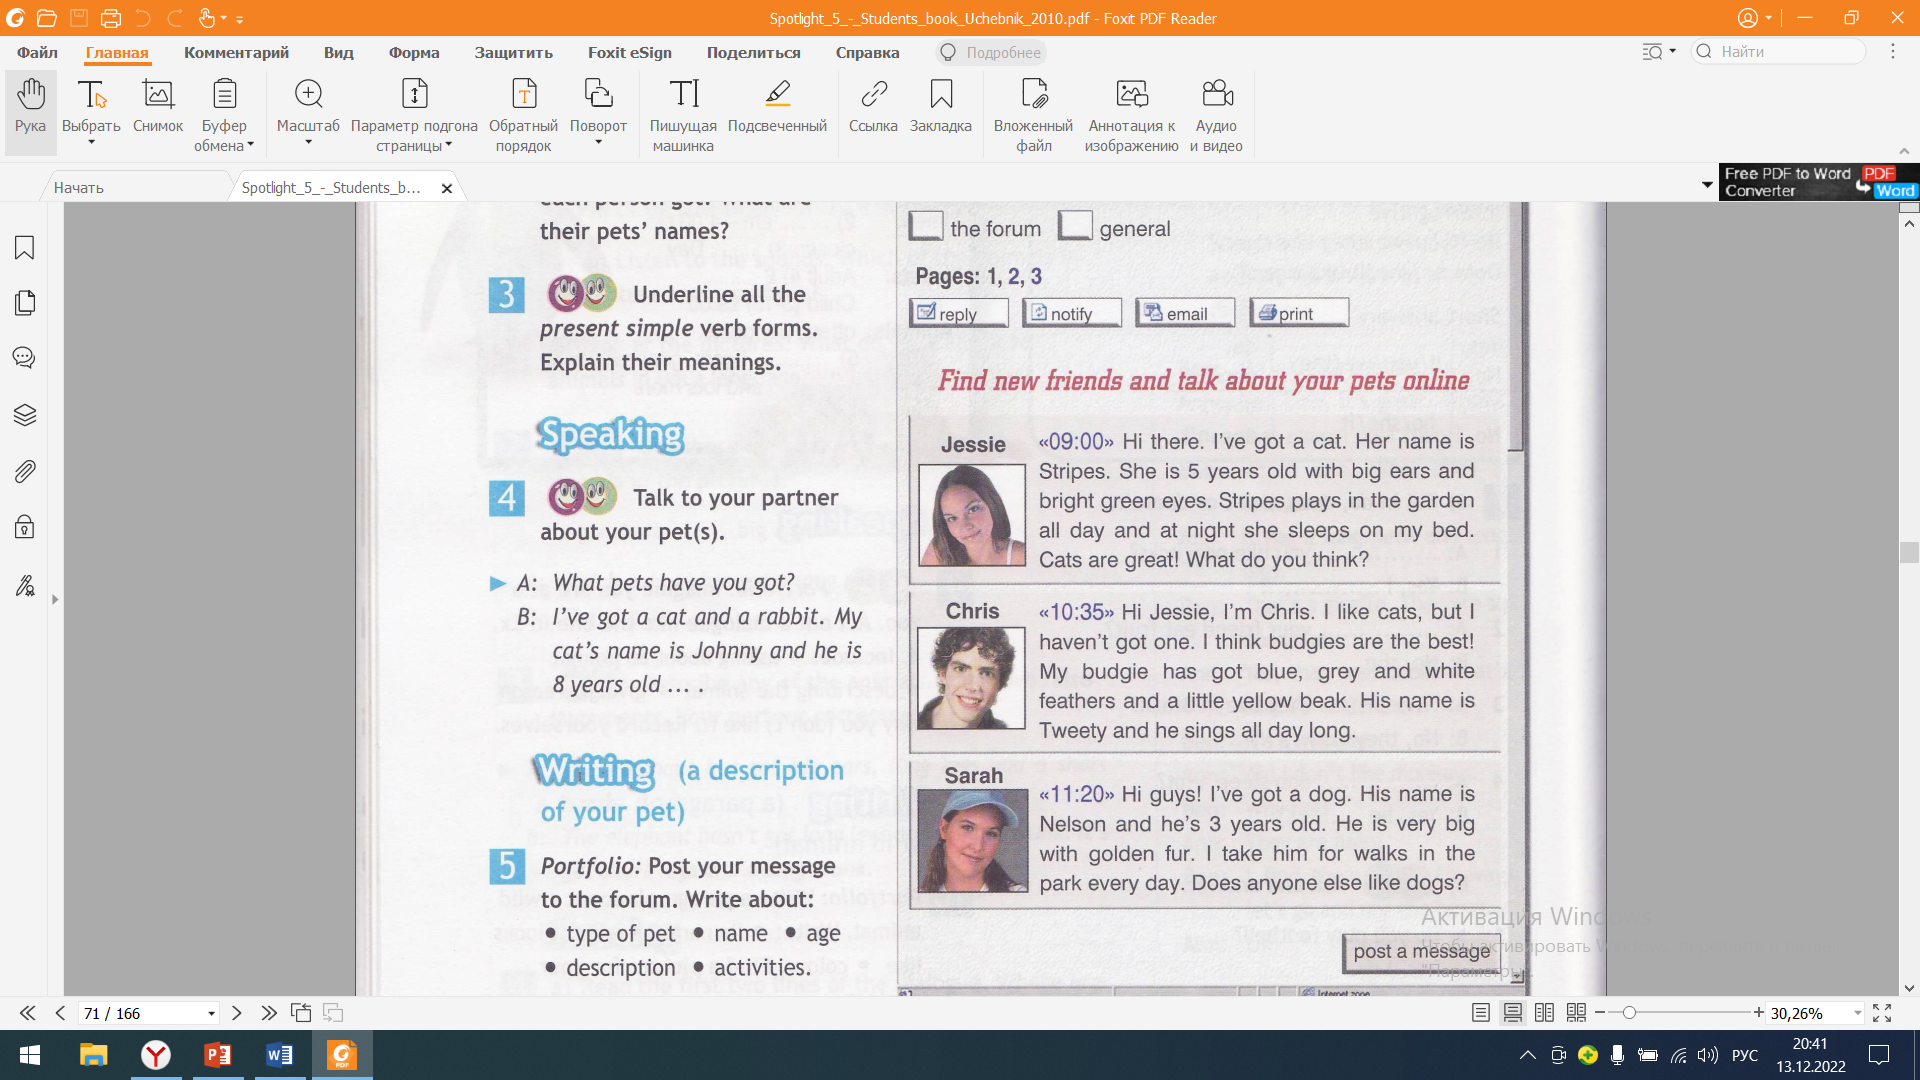 Spotlight_5_-_Students_book_Uchebnik_2010.pdf - Foxit PDF Reader
Файл Главная Комментарий Вид Форма Защитить Foxit eSign Поделиться Справка Подробнее Найти
Рука
Выбрать
Снимок
Буфер
обмена
Масштаб
Параметр подгона
страницы
Обратный
порядок
Поворот
Пишущая
машинка
Подсвеченный
Ссылка
Закладка
Вложенный
файл
Аннотация к
изображению
Аудио
и видео
Начать
Spotlight_5_-_Students_b...
Free PDF to Word
Converter
PDF
Word
each person got? What are
their pets' names?
3 Underline all the
present simple verb forms.
Explain their meanings.
Speaking
4 Talk to your partner
about your pet(s).
A: What pets have you got?
B: I've got a cat and a rabbit. My
cat's name is Johnny and he is
8 years old ... .
Writing (a description
of your pet)
5 Portfolio: Post your message
to the forum. Write about:
• type of pet • name • age
• description • activities.
the forum general
Pages: 1, 2, 3
reply notify email print
Find new friends and talk about your pets online
Jessie
«09:00» Hi there. I've got a cat. Her name is
Stripes. She is 5 years old with big ears and
bright green eyes. Stripes plays in the garden
all day and at night she sleeps on my bed.
Cats are great! What do you think?
Chris
«10:35» Hi Jessie, I'm Chris. I like cats, but I
haven't got one. I think budgies are the best!
My budgie has got blue, grey and white
feathers and a little yellow beak. His name is
Tweety and he sings all day long.
Sarah
«11:20» Hi guys! I've got a dog. His name is
Nelson and he's 3 years old. He is very big
with golden fur. I take him for walks in the
park every day. Does anyone else like dogs?
post a message
Internet zone
Активация Windows
Чтобы активировать
"Параметры".
71 / 166
30,26%
РУС
20:41
13.12.2022